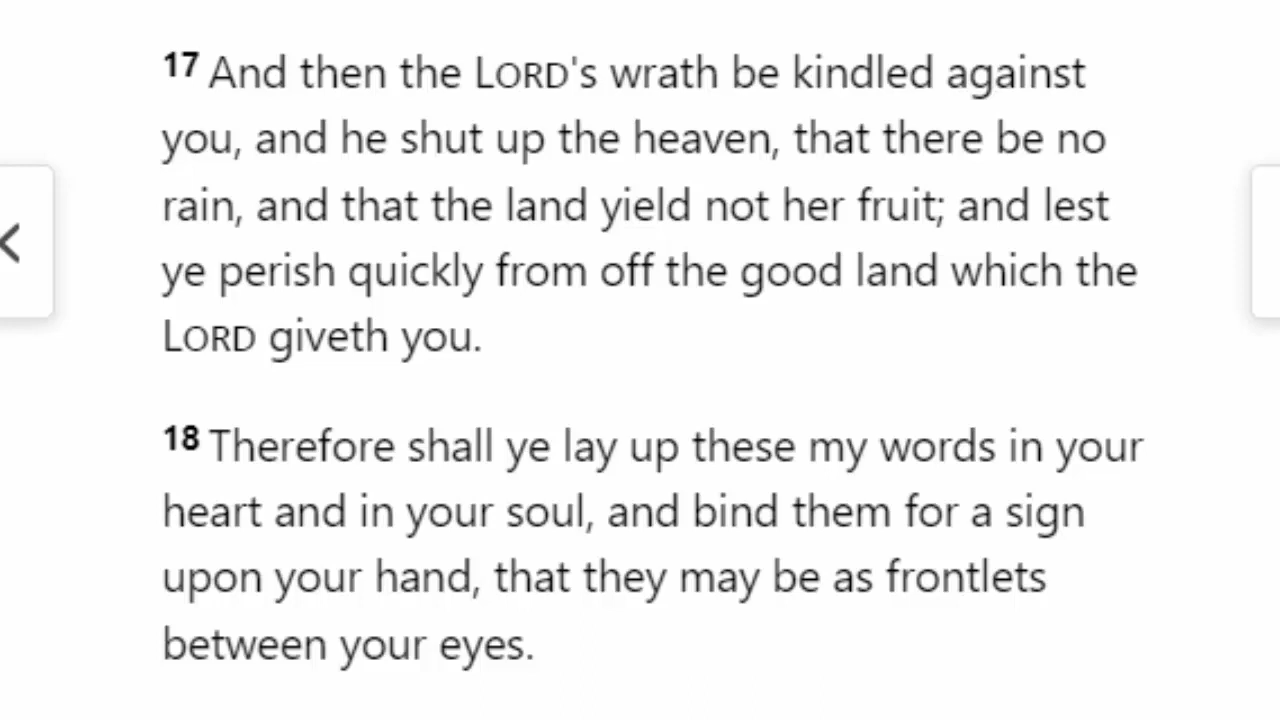 17 And then the LORD's wrath be kindled against
you, and he shut up the heaven, that there be no
rain, and that the land yield not her fruit; and lest
ye perish quickly from off the good land which the
LORD giveth you.
18 Therefore shall ye lay up these my words in your
heart and in your soul, and bind them for a sign
upon your hand, that they may be as frontlets
between your eyes.